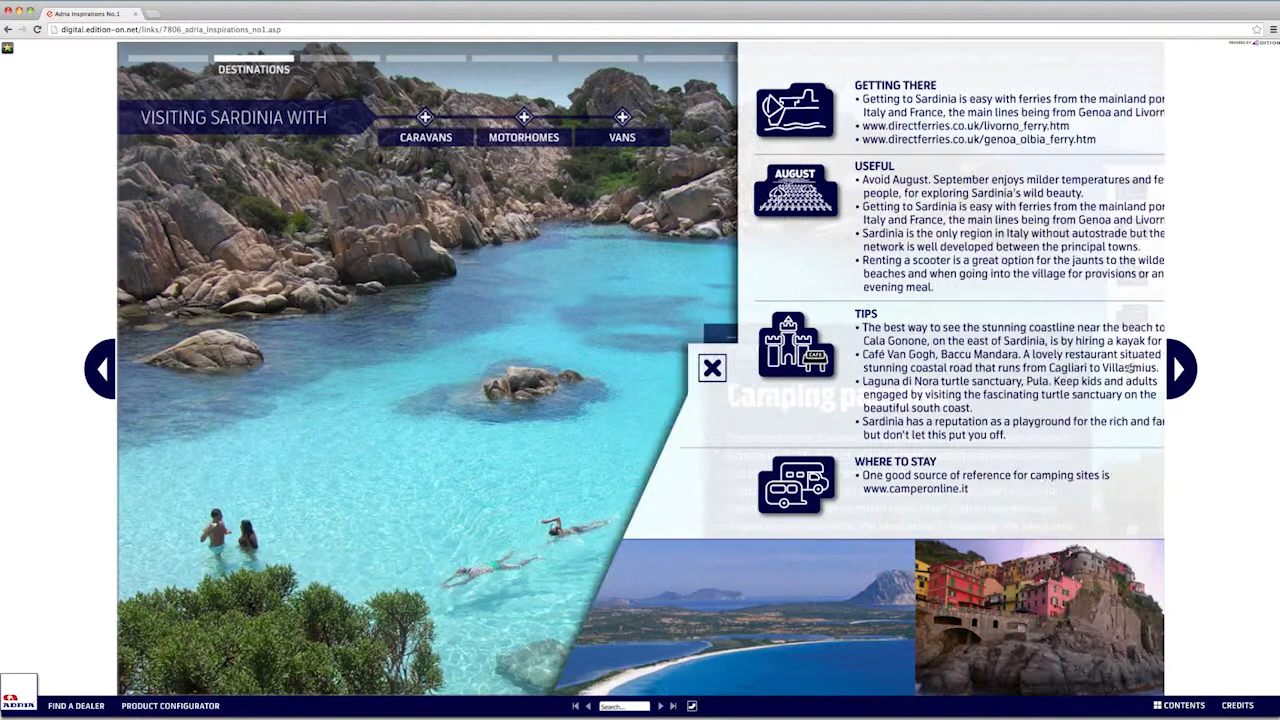 Adria Inspirations No.1
digital.edition-on.net/links/7806_adria_inspirations_no1.asp
POWERED BY EDITION
DESTINATIONS
VISITING SARDINIA WITH
CARAVANS
MOTORHOMES
VANS
GETTING THERE
• Getting to Sardinia is easy with ferries from the mainland por
Italy and France, the main lines being from Genoa and Livorn
• www.directferries.co.uk/livorno_ferry.htm
• www.directferries.co.uk/genoa_olbia_ferry.htm
AUGUST
USEFUL
• Avoid August. September enjoys milder temperatures and fe
people, for exploring Sardinia's wild beauty.
• Getting to Sardinia is easy with ferries from the mainland por
Italy and France, the main lines being from Genoa and Livorn
• Sardinia is the only region in Italy without autostrade but the
network is well developed between the principal towns.
• Renting a scooter is a great option for the jaunts to the wilde
beaches and when going into the village for provisions or an
evening meal.
CAFE
TIPS
• The best way to see the stunning coastline near the beach to
Cala Gonone, on the east of Sardinia, is by hiring a kayak for
• Café Van Gogh, Baccu Mandara. A lovely restaurant situated
stunning coastal road that runs from Cagliari to Villasimius.
• Laguna di Nora turtle sanctuary, Pula. Keep kids and adults
engaged by visiting the fascinating turtle sanctuary on the
beautiful south coast.
• Sardinia has a reputation as a playground for the rich and fa
but don't let this put you off.
Camping
WHERE TO STAY
• One good source of reference for camping sites is
www.camperonline.it
ADRIA
FIND A DEALER
PRODUCT CONFIGURATOR
Search...
CONTENTS
CREDITS